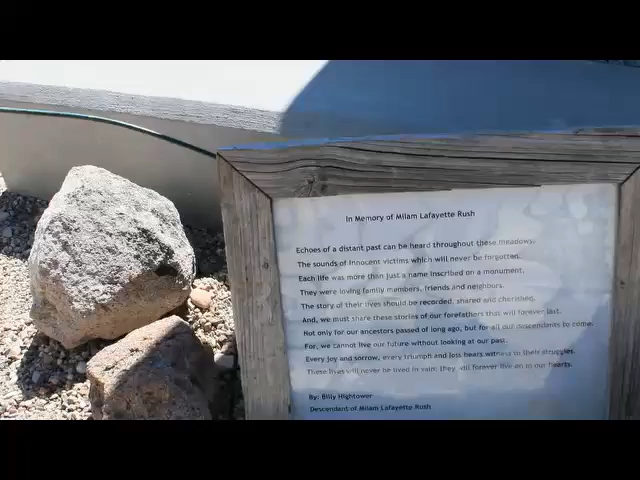 In Memory of Milam Lafayette Rush
Echoes of a distant past can be heard throughout these meadows.
The sounds of innocent victims which will never be forgotten.
Each life was more than just a name inscribed on a monument.
They were loving family members, friends and neighbors.
The story of their lives should be recorded, shared and cherished.
And, we must share these stories of our forefathers that will forever last.
Not only for our ancestors passed of long ago, but for all our descendants to come.
For, we cannot live our future without looking at our past.
Every joy and sorrow, every triumph and loss bears witness to their struggles.
These lives will never be lived in vain; they will forever live on in our hearts.
By: Billy Hightower
Descendant of Milam Lafayette Rush